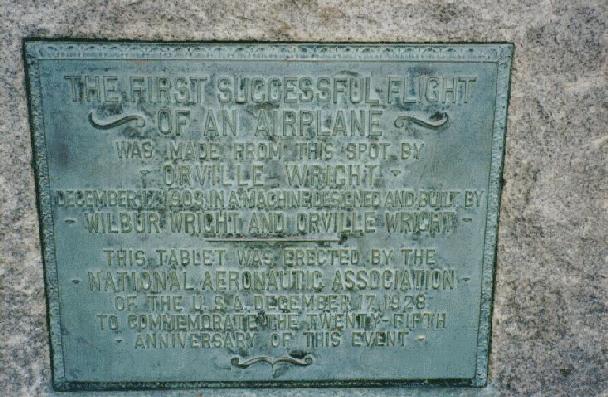 THE FIRST SUCCESSFUL FLIGHT
OF AN AIRPLANE
WAS MADE FROM THIS SPOT BY
- ORVILLE WRIGHT -
DECEMBER 17, 1903, IN A MACHINE DESIGNED AND BUILT BY
- WILBUR WRIGHT AND ORVILLE WRIGHT -
THIS TABLET WAS ERECTED BY THE
- NATIONAL AERONAUTIC ASSOCIATION -
OF THE U.S.A. DECEMBER 17, 1928
TO COMMEMORATE THE TWENTY-FIFTH
- ANNIVERSARY OF THIS EVENT -